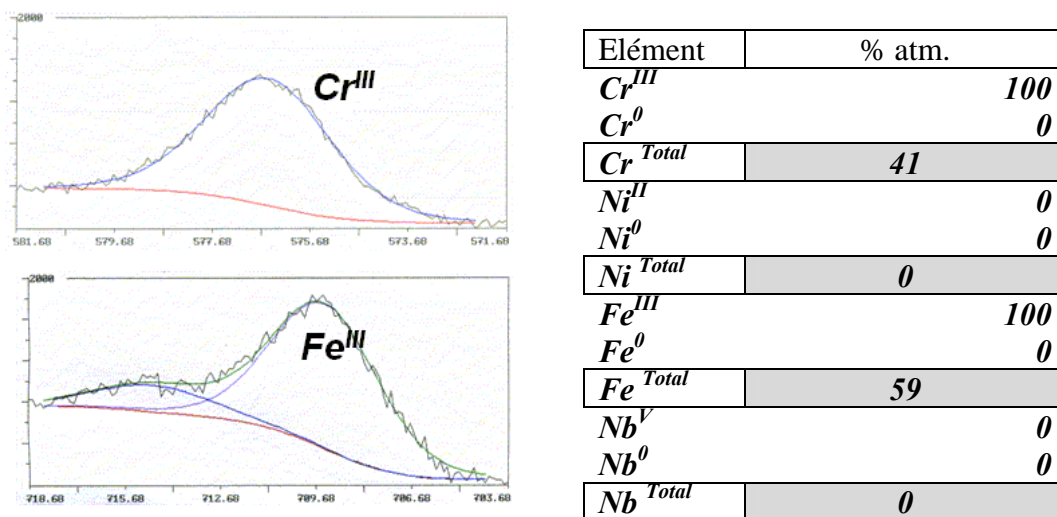 2000
Cr^III
581.68 579.68 577.68 575.68 573.68 571.68
2000
Fe^III
718.68 715.68 712.68 709.68 706.68 703.68
Elément % atm.
Cr^III 100
Cr^0 0
Cr ^Total 41
Ni^II 0
Ni^0 0
Ni ^Total 0
Fe^III 100
Fe^0 0
Fe ^Total 59
Nb^V 0
Nb^0 0
Nb ^Total 0